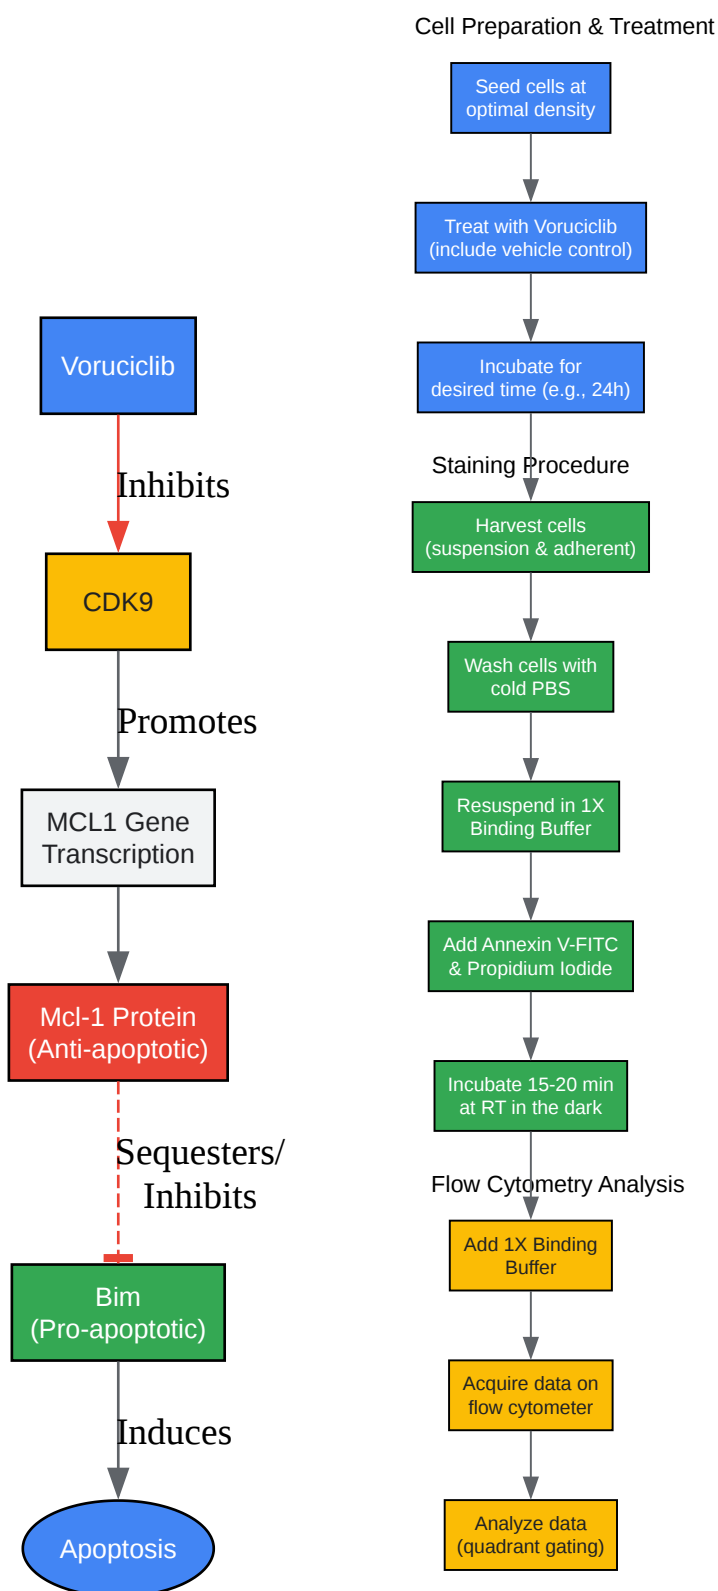 Voruciclib
Inhibits
CDK9
Promotes
MCL1 Gene
Transcription
Mcl-1 Protein
(Anti-apoptotic)
Sequesters/
Inhibits
Bim
(Pro-apoptotic)
Induces
Apoptosis
Cell Preparation & Treatment
Seed cells at
optimal density
Treat with Voruciclib
(include vehicle control)
Incubate for
desired time (e.g., 24h)
Staining Procedure
Harvest cells
(suspension & adherent)
Wash cells with
cold PBS
Resuspend in 1X
Binding Buffer
Add Annexin V-FITC
& Propidium Iodide
Incubate 15-20 min
at RT in the dark
Flow Cytometry Analysis
Add 1X Binding
Buffer
Acquire data on
flow cytometer
Analyze data
(quadrant gating)